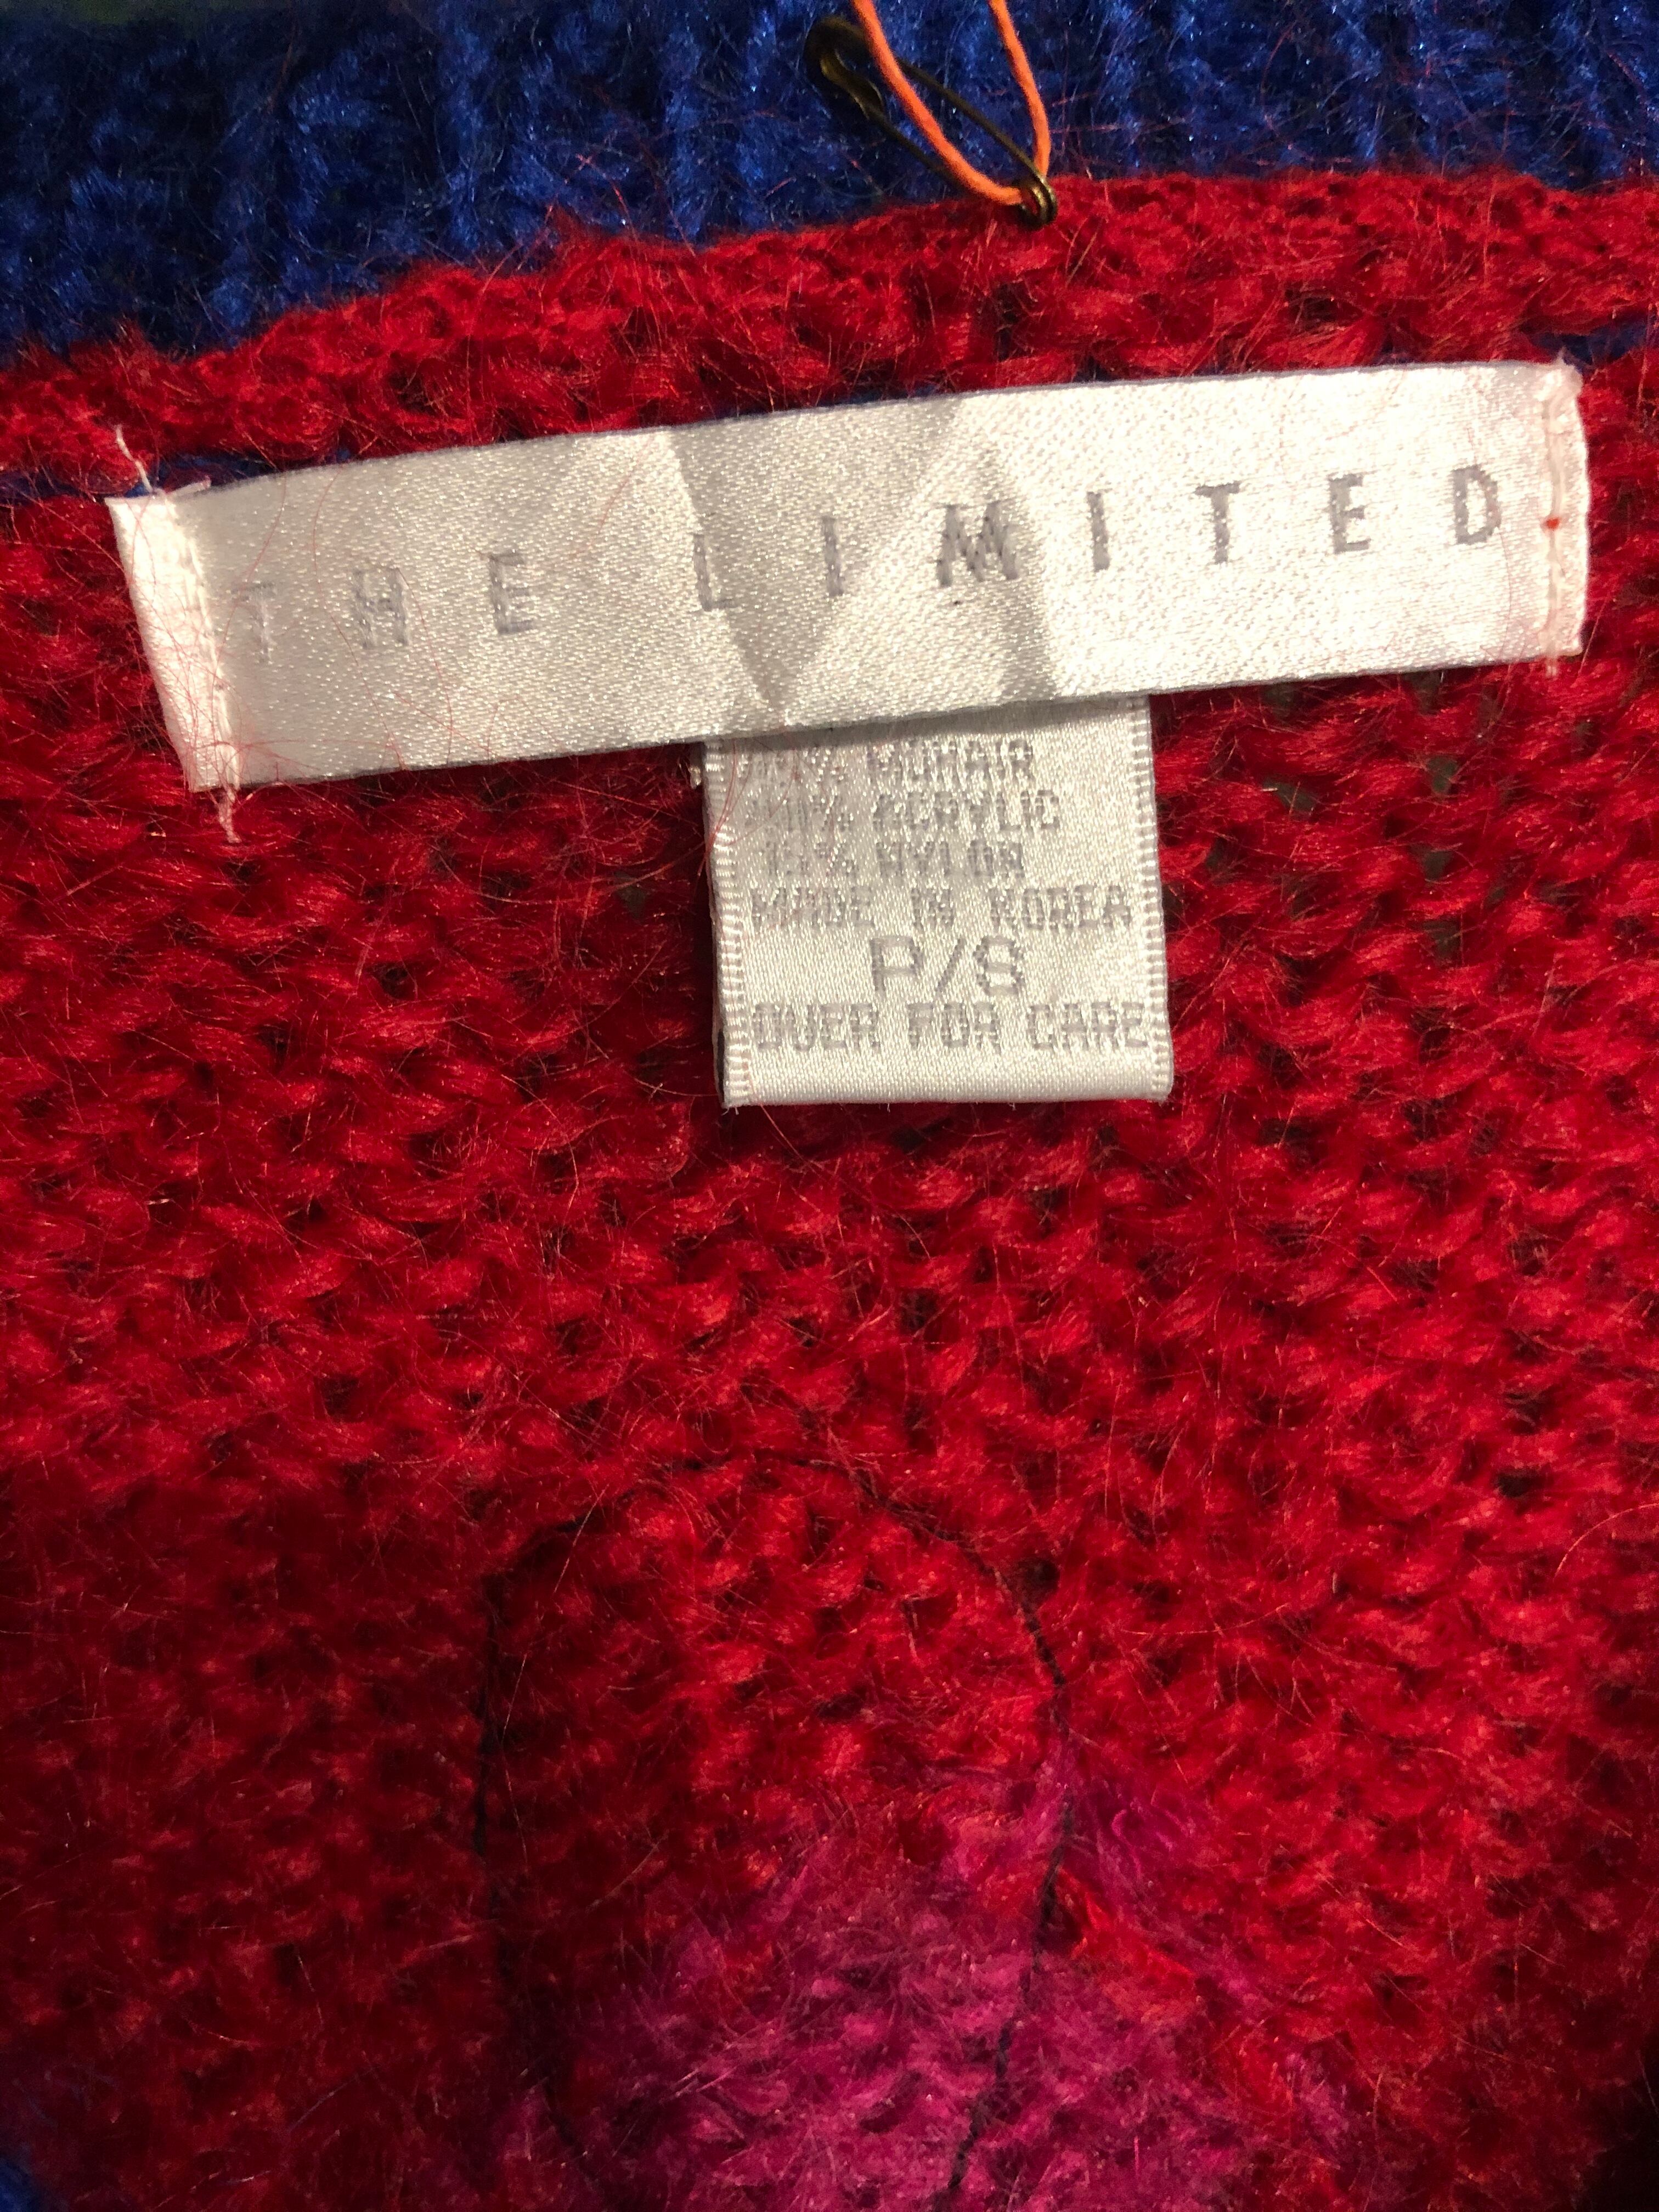 THE LIMITED
% MOHAIR
% ACRYLIC
% NYLON
MADE IN KOREA
P/S
OVER FOR CARE